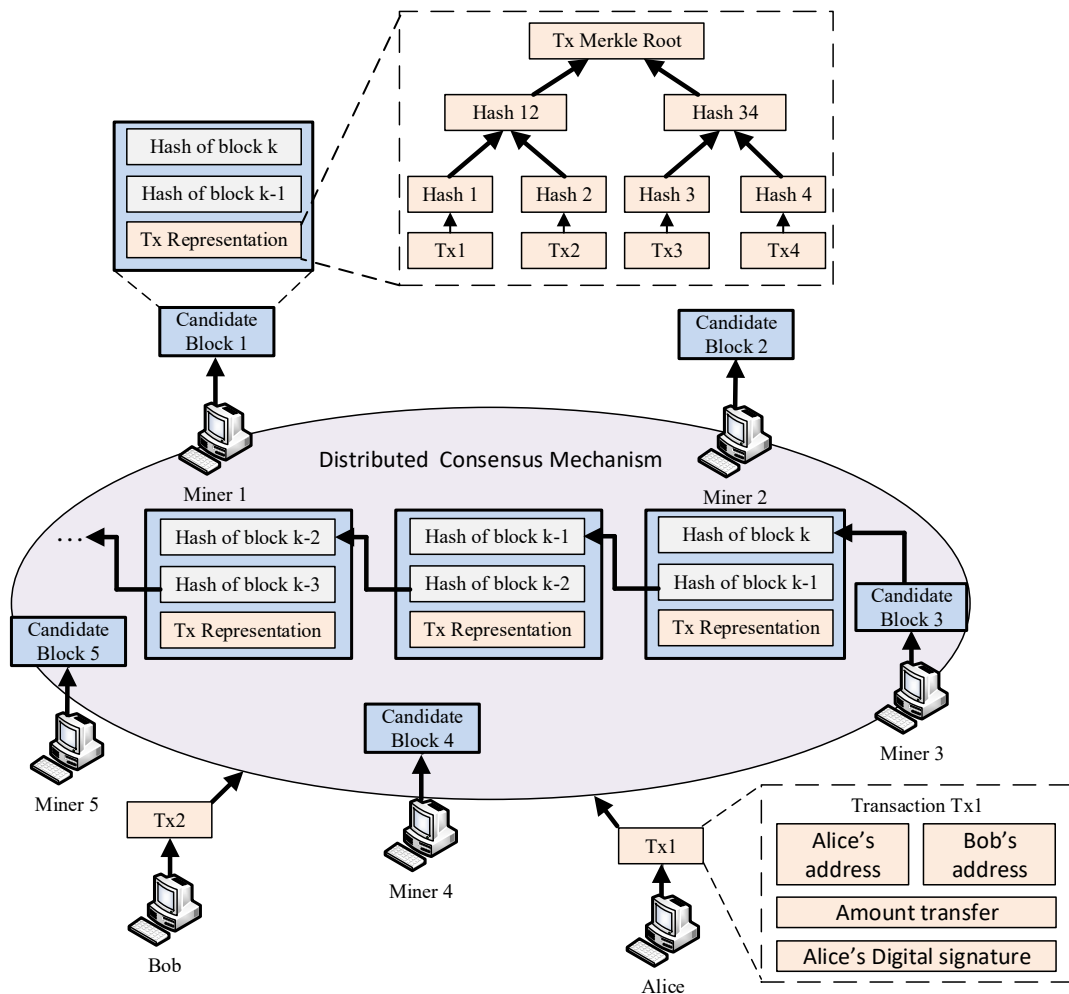 Tx Merkle Root
Hash 12
Hash 34
Hash 1
Hash 2
Hash 3
Hash 4
Tx1
Tx2
Tx3
Tx4
Hash of block k
Hash of block k-1
Tx Representation
Candidate
Block 1
Candidate
Block 2
Miner 1
Miner 2
Distributed Consensus Mechanism
...
Hash of block k-2
Hash of block k-3
Tx Representation
Hash of block k-1
Hash of block k-2
Tx Representation
Hash of block k
Hash of block k-1
Tx Representation
Candidate
Block 3
Miner 3
Candidate
Block 5
Miner 5
Candidate
Block 4
Miner 4
Tx2
Bob
Tx1
Alice
Transaction Tx1
Alice's
address
Bob's
address
Amount transfer
Alice's Digital signature